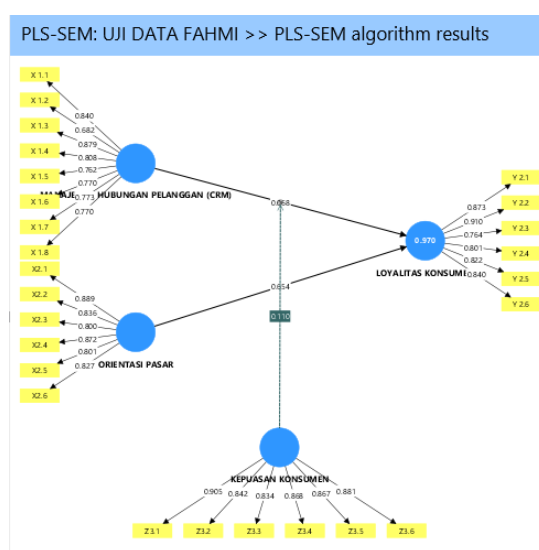 PLS-SEM: UJI DATA FAHMI >> PLS-SEM algorithm results
X 1.1
X 1.2
X 1.3
X 1.4
X 1.5
X 1.6
X 1.7
X 1.8
0.840
0.682
0.879
0.808
0.762
0.770
0.773
0.770
HUBUNGAN PELANGGAN (CRM)
X2.1
X2.2
X2.3
X2.4
X2.5
X2.6
0.889
0.836
0.800
0.872
0.801
0.827
ORIENTASI PASAR
0.654
0.110
0.970
LOYALITAS KONSUMEN
0.873
0.910
0.764
0.801
0.822
0.840
Y 2.1
Y 2.2
Y 2.3
Y 2.4
Y 2.5
Y 2.6
KEPUASAN KONSUMEN
0.905
0.842
0.834
0.868
0.867
0.881
Z3.1
Z3.2
Z3.3
Z3.4
Z3.5
Z3.6